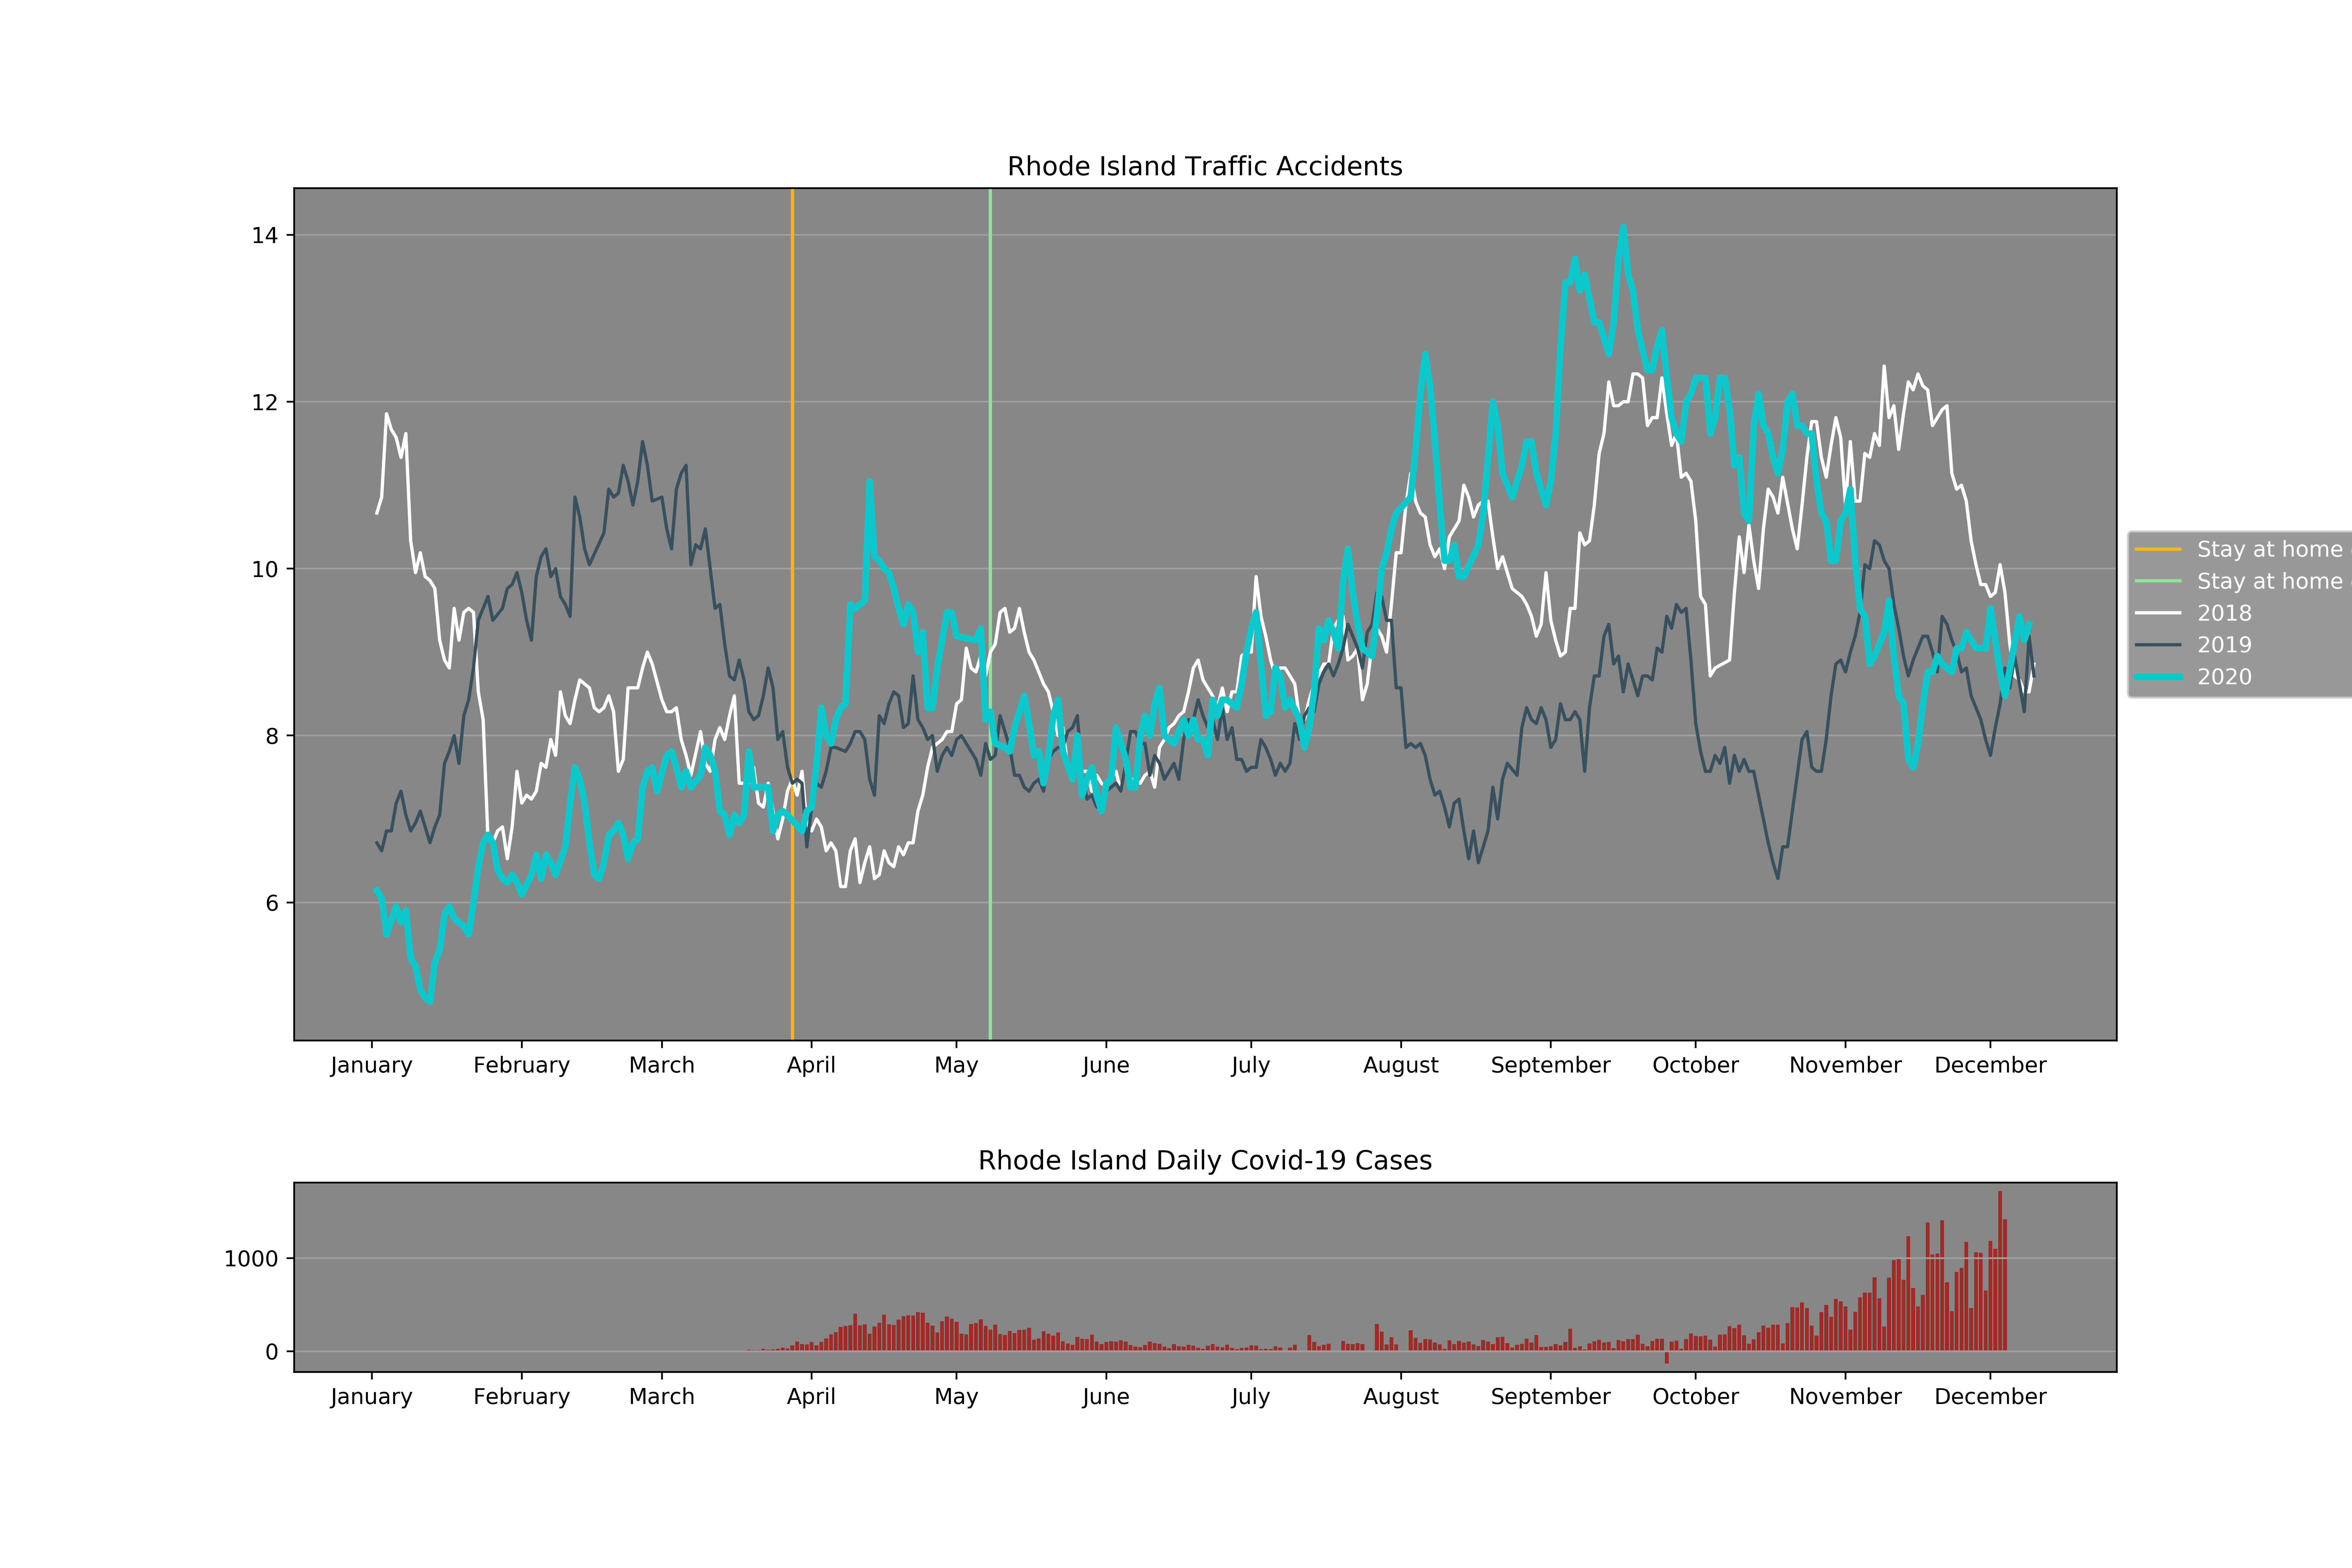 Rhode Island Traffic Accidents
14
12
10
8
6
January February March April May June July August September October November December
Stay at home
Stay at home
2018
2019
2020
Rhode Island Daily Covid-19 Cases
1000
0
January February March April May June July August September October November December